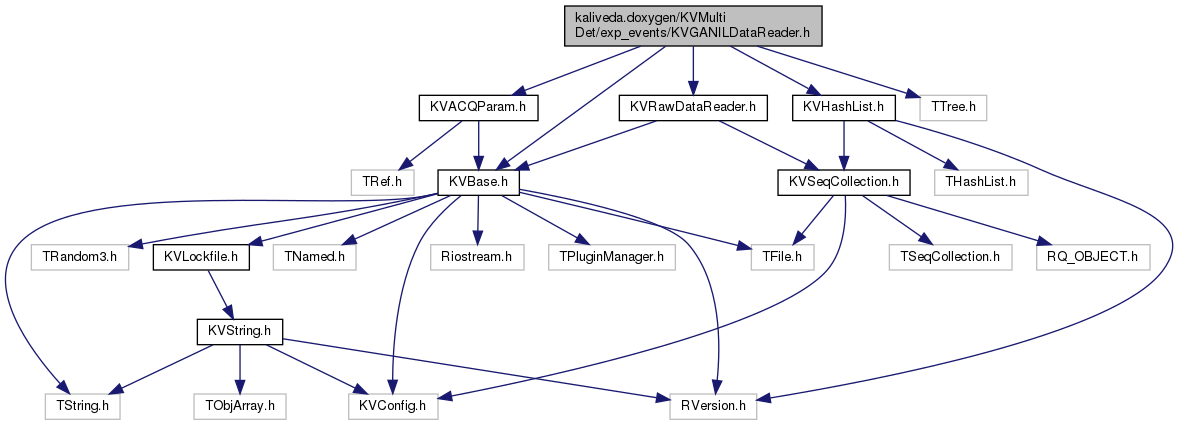 kaliveda.doxygen/KVMulti
Det/exp_events/KVGANILDataReader.h
KVACQParam.h
KVRawDataReader.h
KVHashList.h
TTree.h
TRef.h
KVBase.h
KVSeqCollection.h
THashList.h
TRandom3.h
KVLockfile.h
TNamed.h
Riostream.h
TPluginManager.h
TFile.h
TSeqCollection.h
RQ_OBJECT.h
KVString.h
TString.h
TObjArray.h
KVConfig.h
RVersion.h